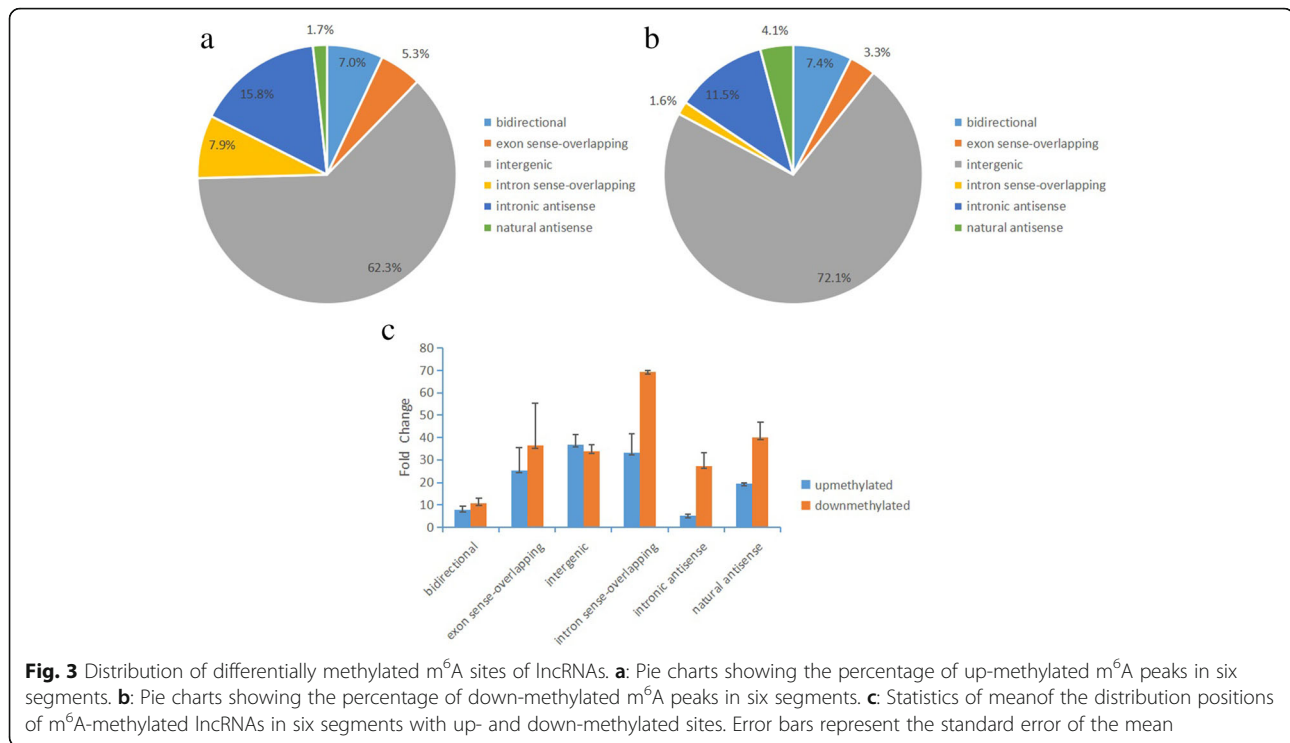 a
1.7%
7.0%
5.3%
15.8%
7.9%
62.3%
bidirectional
exon sense-overlapping
intergenic
intron sense-overlapping
intronic antisense
natural antisense
b
4.1%
7.4%
3.3%
11.5%
1.6%
72.1%
bidirectional
exon sense-overlapping
intergenic
intron sense-overlapping
intronic antisense
natural antisense
c
Fold Change
80
70
60
50
40
30
20
10
0
bidirectional
exon sense-overlapping
intergenic
intron sense-overlapping
intronic antisense
natural antisense
upmethylated
downmethylated
Fig. 3 Distribution of differentially methylated m⁶A sites of lncRNAs. a: Pie charts showing the percentage of up-methylated m⁶A peaks in six
segments. b: Pie charts showing the percentage of down-methylated m⁶A peaks in six segments. c: Statistics of meanof the distribution positions
of m⁶A-methylated lncRNAs in six segments with up- and down-methylated sites. Error bars represent the standard error of the mean